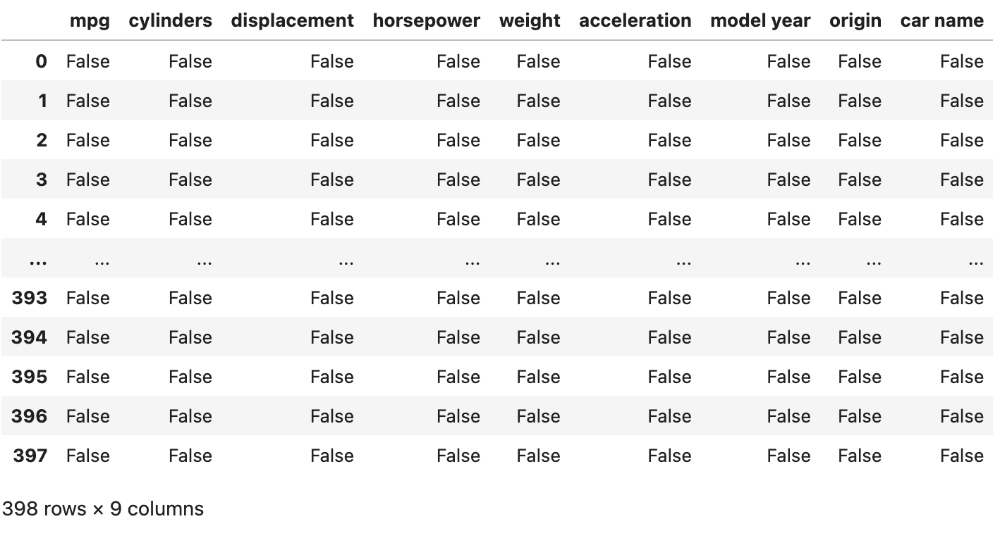 mpg cylinders displacement horsepower weight acceleration model year origin car name
0 False False False False False False False False False
1 False False False False False False False False False
2 False False False False False False False False False
3 False False False False False False False False False
4 False False False False False False False False False
... ... ... ... ... ... ... ... ... ...
393 False False False False False False False False False
394 False False False False False False False False False
395 False False False False False False False False False
396 False False False False False False False False False
397 False False False False False False False False False
398 rows × 9 columns